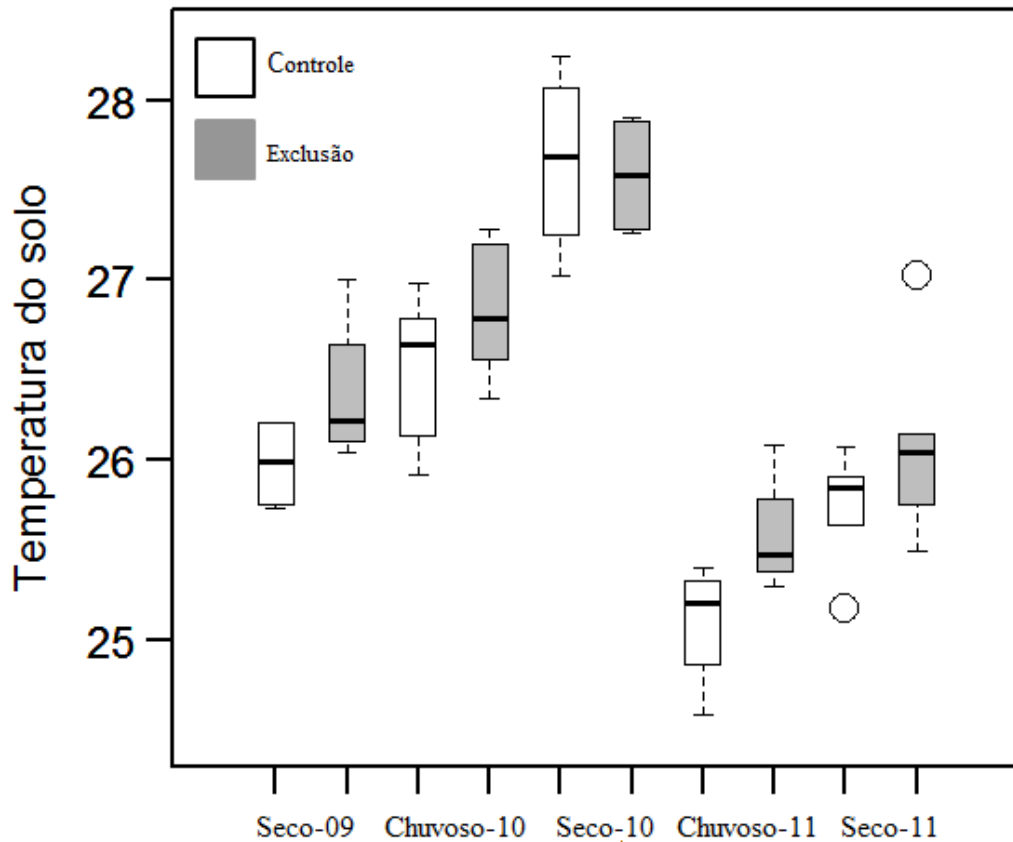 Controle
Exclusão
Temperatura do solo
28
27
26
25
Seco-09 Chuvoso-10 Seco-10 Chuvoso-11 Seco-11